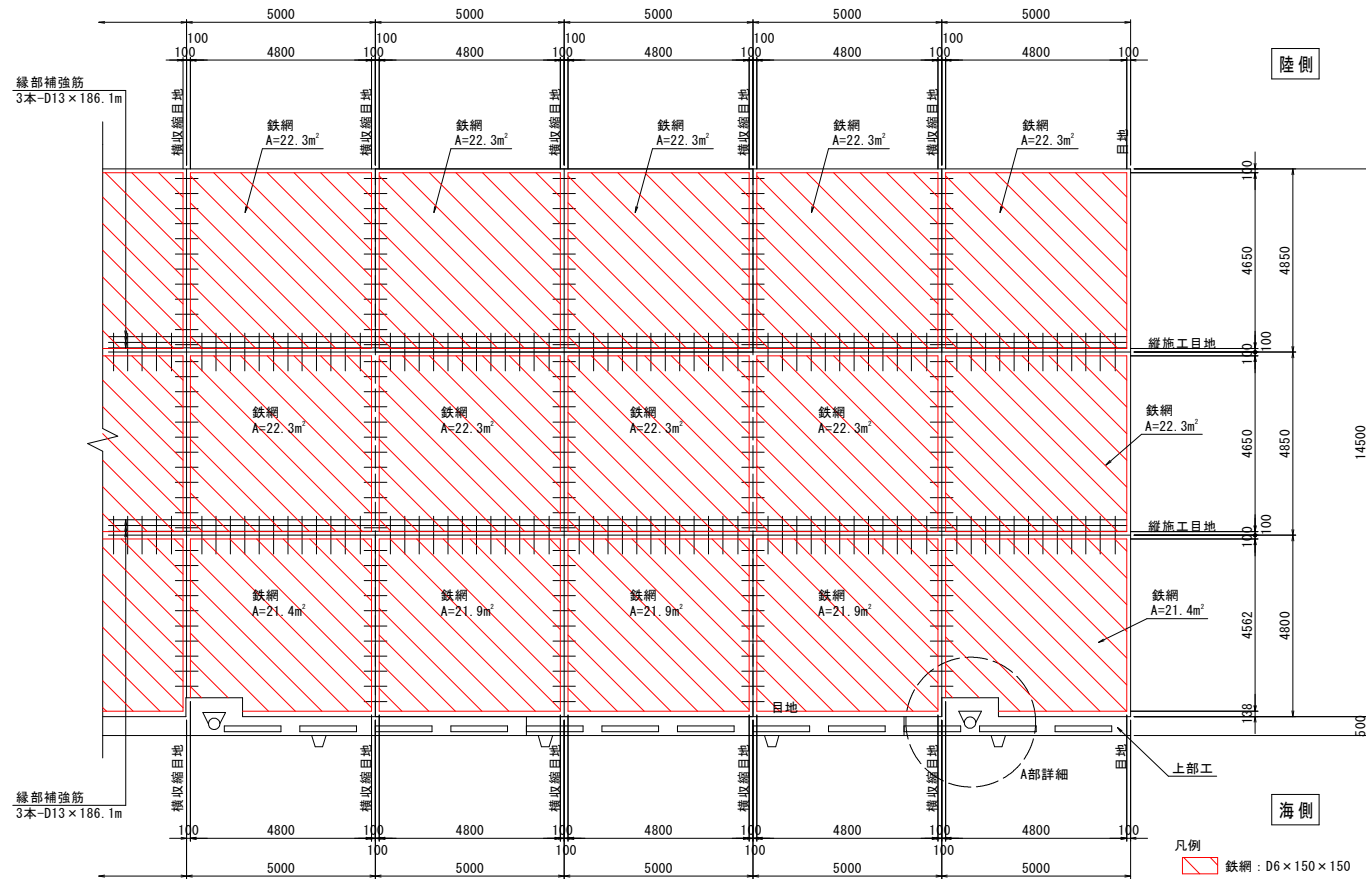 5000 5000 5000 5000 5000
100 100 100 100 100
100 4800 100 4800 100 4800 100 4800 100 4800 100
陸側
縁部補強筋
3本-D13×186.1m
横収縮目地 横収縮目地 横収縮目地 横収縮目地 横収縮目地 目地
鉄網 鉄網 鉄網 鉄網 鉄網
A=22.3m² A=22.3m² A=22.3m² A=22.3m² A=22.3m²
100
4650 4850
縦施工目地
100 100
鉄網 鉄網 鉄網 鉄網 鉄網
A=22.3m² A=22.3m² A=22.3m² A=22.3m² A=22.3m²
4650 4850 14500
縦施工目地
100 100
鉄網 鉄網 鉄網 鉄網 鉄網
A=21.4m² A=21.9m² A=21.9m² A=21.9m² A=21.4m²
4562 4800
目地
138 500
横収縮目地 横収縮目地 横収縮目地 横収縮目地 横収縮目地 目地
A部詳細 上部工
縁部補強筋
3本-D13×186.1m
海側
100 4800 100 4800 100 4800 100 4800 100 4800 100
100 100 100 100 100
5000 5000 5000 5000 5000
凡例
鉄網：D6×150×150